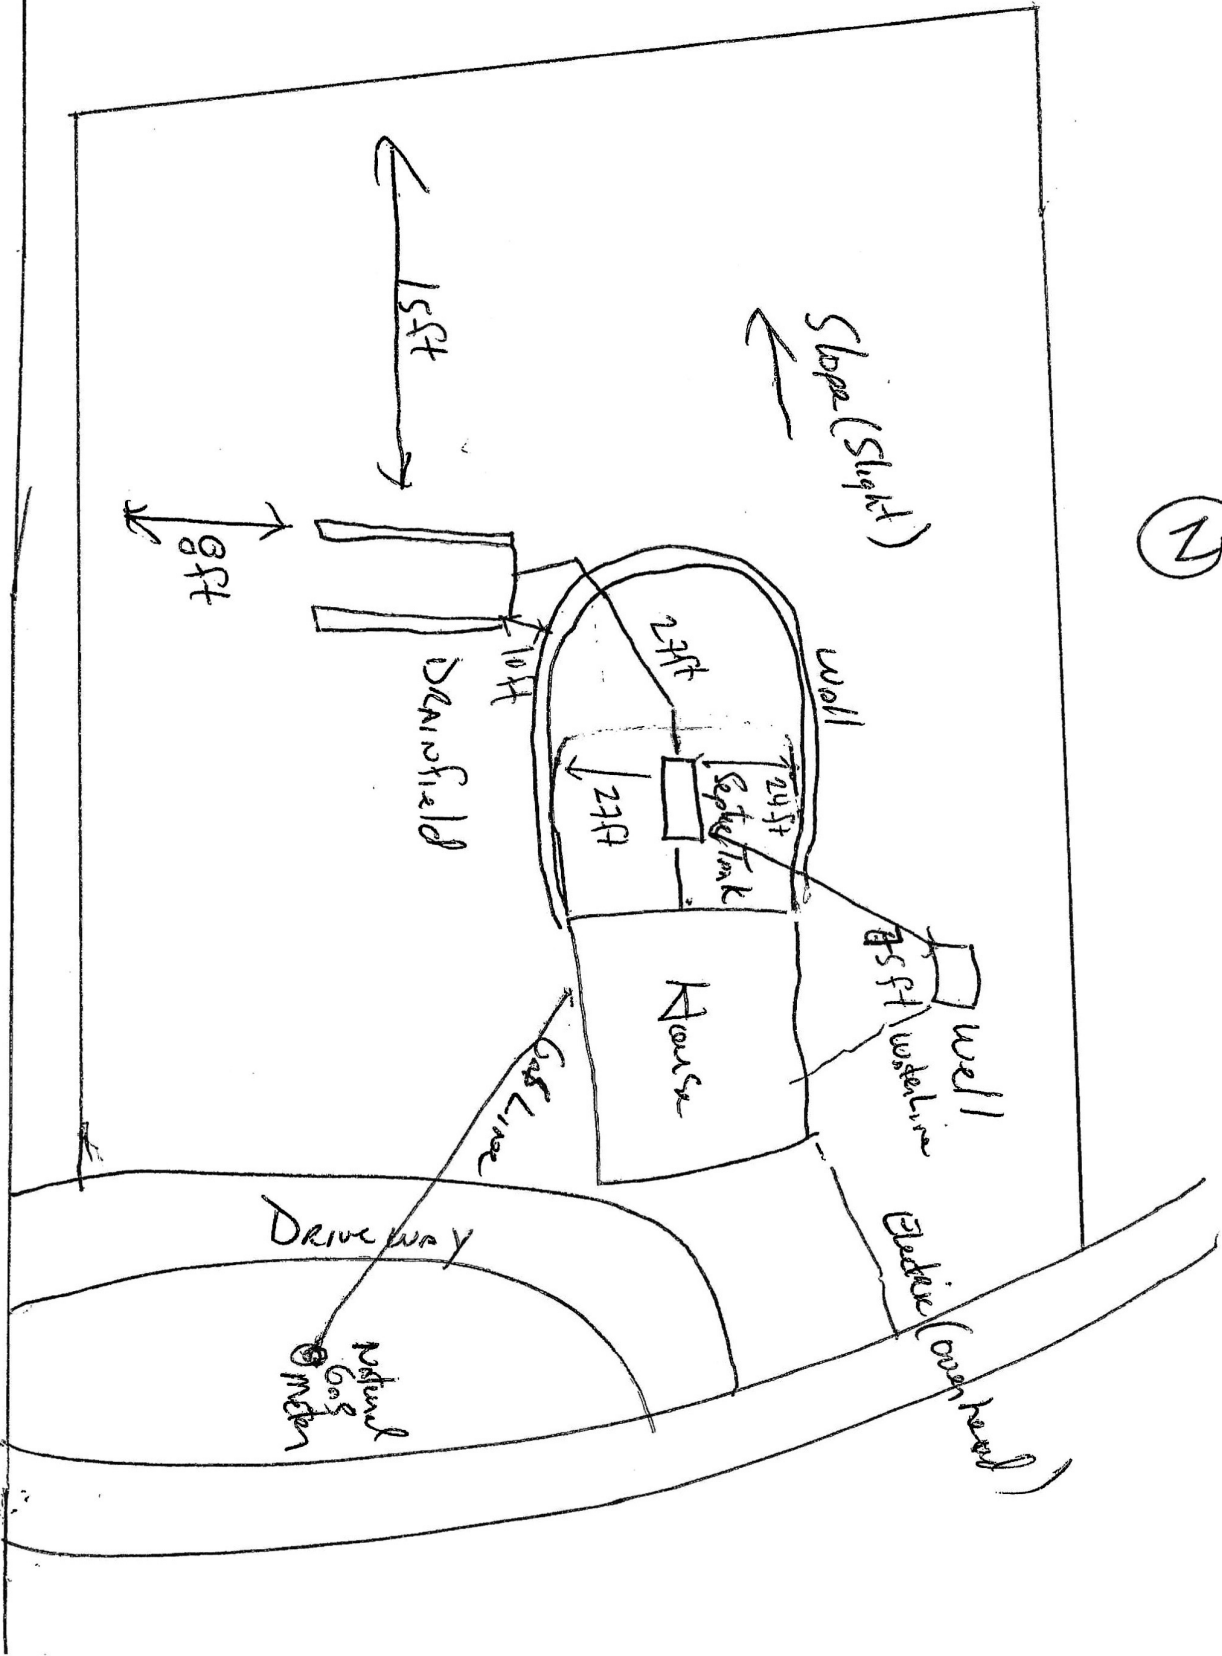 N
Slope (Slight)
15ft
8ft
Wall
27ft
10ft
DRAINfield
24ft
Septic Tank
27ft
Well
75ft
WaterLine
House
Gas Line
Electric (overhead)
DRIVEWAY
Natural
Gas
Meter